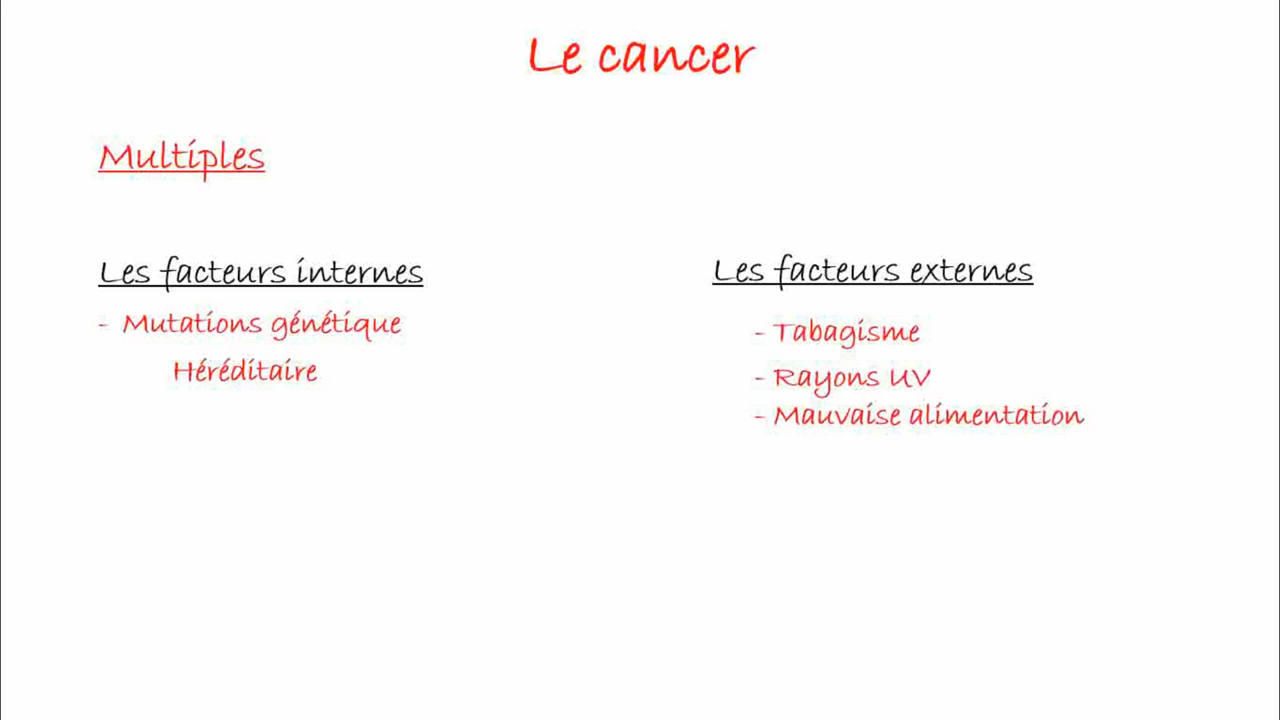 Le cancer
Multiples
Les facteurs internes
- Mutations génétique
Héréditaire
Les facteurs externes
- Tabagisme
- Rayons UV
- Mauvaise alimentation